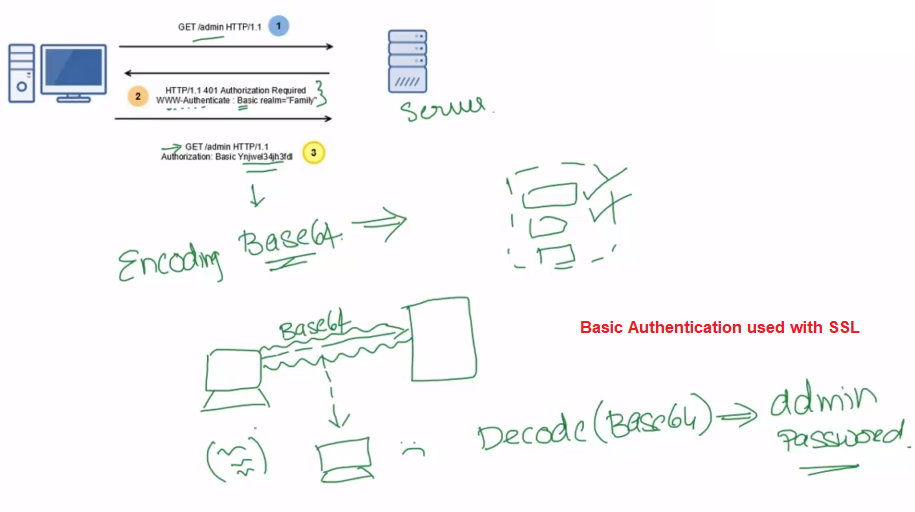 GET /admin HTTP/1.1
1
2
HTTP/1.1 401 Authorization Required
WWW-Authenticate : Basic realm="Family"
Server.
GET /admin HTTP/1.1
Authorization: Basic Ynjwel34jh3fdl
3
Encoding Base64.
Base64
Basic Authentication used with SSL
Decode (Base64) ⇒ admin
Password.